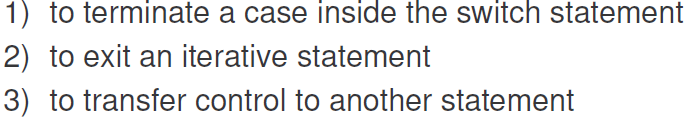 1) to terminate a case inside the switch statement
2) to exit an iterative statement
3) to transfer control to another statement